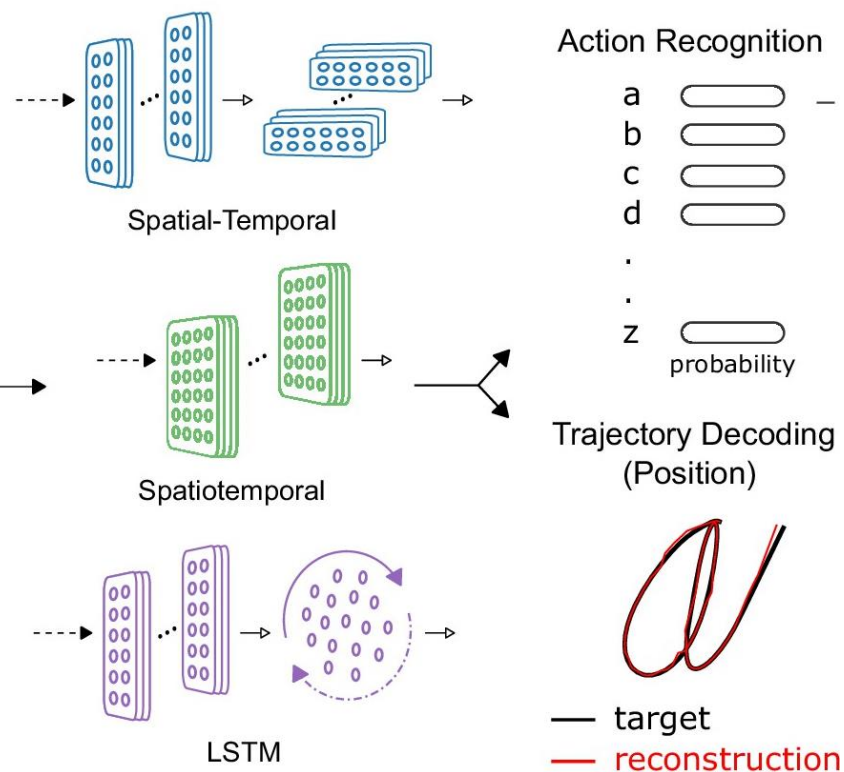 Spatial-Temporal
Spatiotemporal
LSTM
Action Recognition
a
b
c
d
.
.
z
probability
Trajectory Decoding
(Position)
target
reconstruction